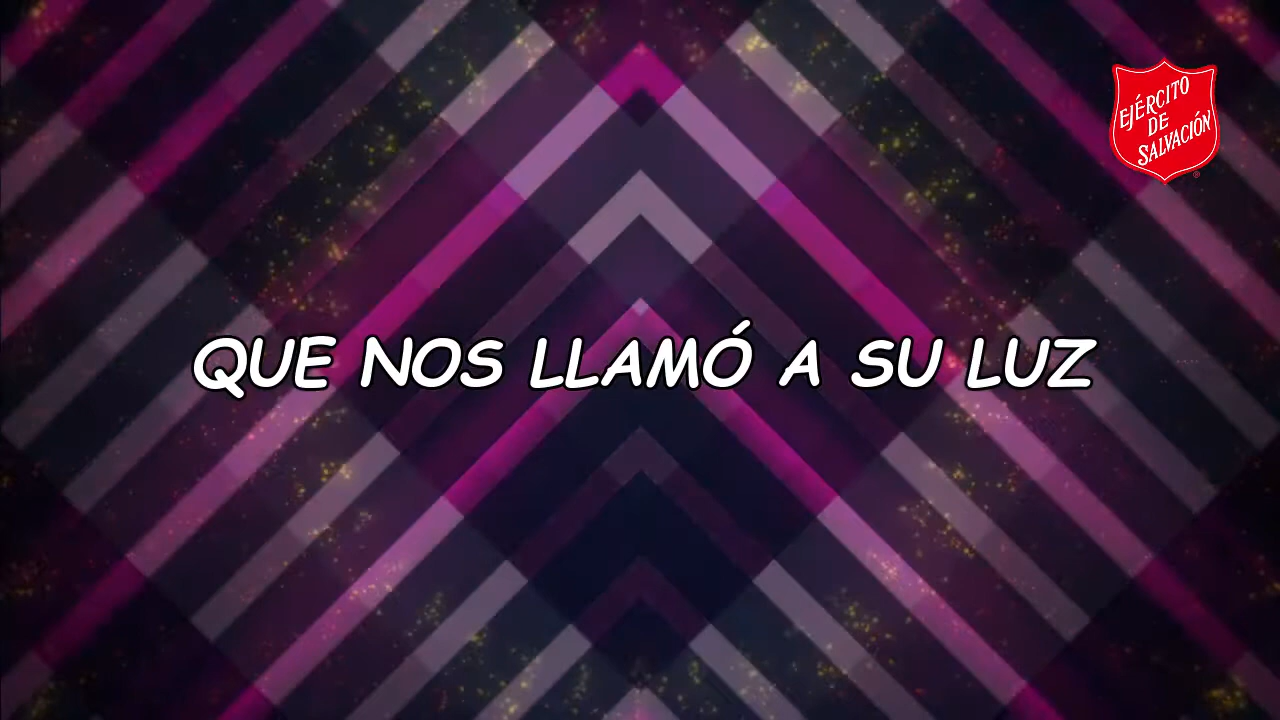 EJÉRCITO
DE
SALVACIÓN
®
QUE NOS LLAMÓ A SU LUZ